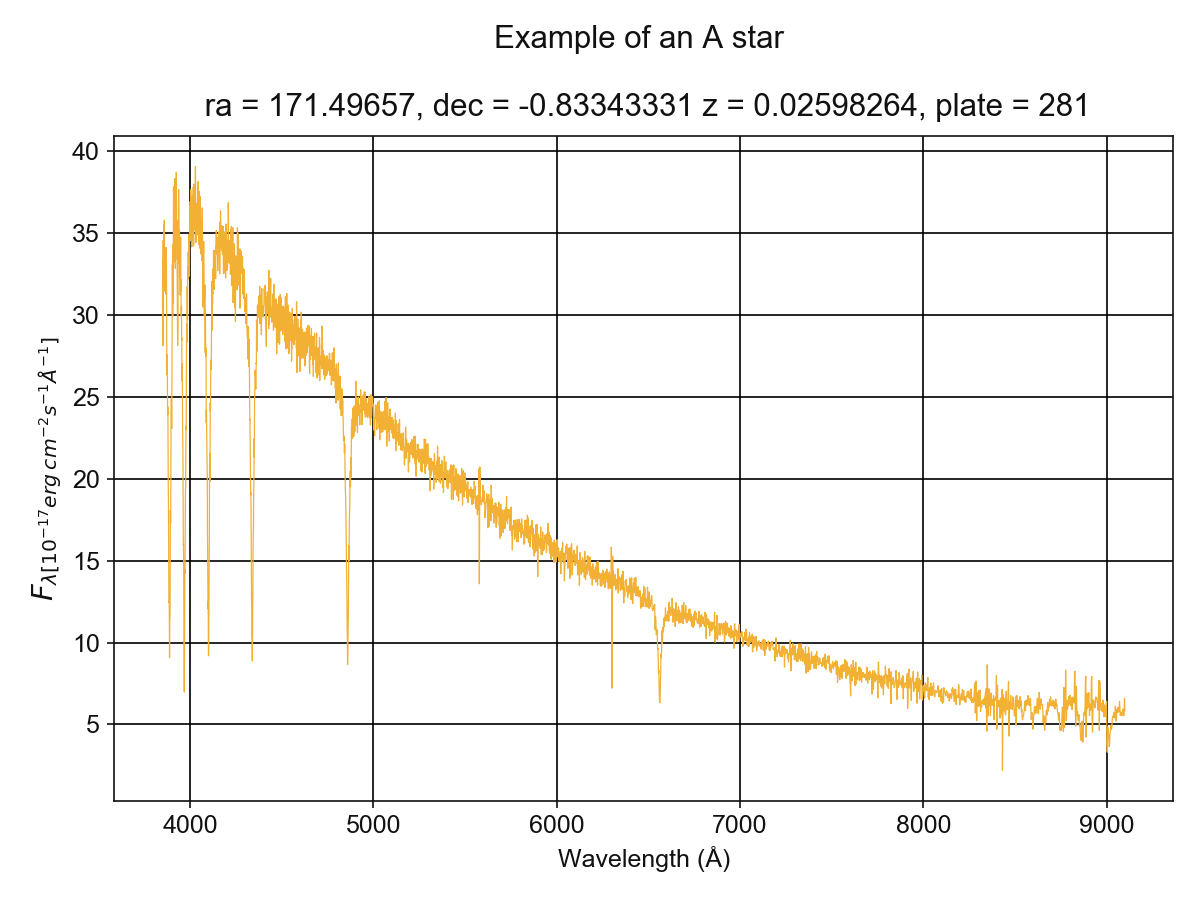 Example of an A star
ra = 171.49657, dec = -0.83343331 z = 0.02598264, plate = 281
40
35
30
25
20
15
10
5
F_λ[10^{-17} erg cm^{-2} s^{-1} Å^{-1}]
4000 5000 6000 7000 8000 9000
Wavelength (Å)